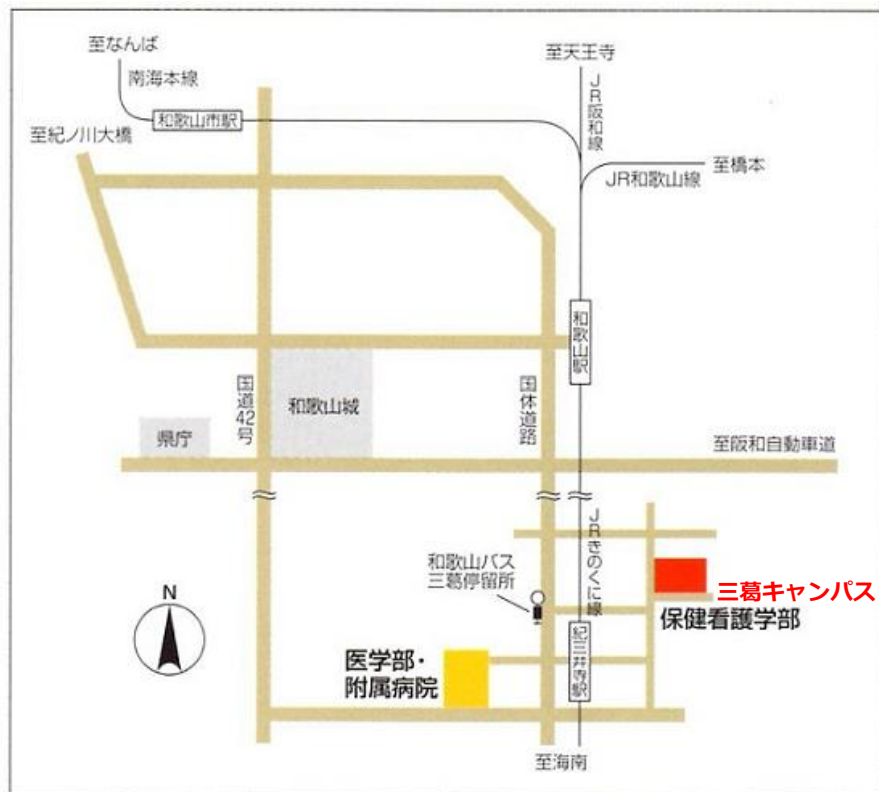 至なんば
南海本線
和歌山市駅
至紀ノ川大橋
至天王寺
JR阪和線
至橋本
JR和歌山線
和歌山駅
国道42号
和歌山城
国体道路
県庁
至阪和自動車道
JRきのくに線
和歌山バス
三葛停留所
三葛キャンパス
保健看護学部
N
紀三井寺駅
医学部・
附属病院
至海南